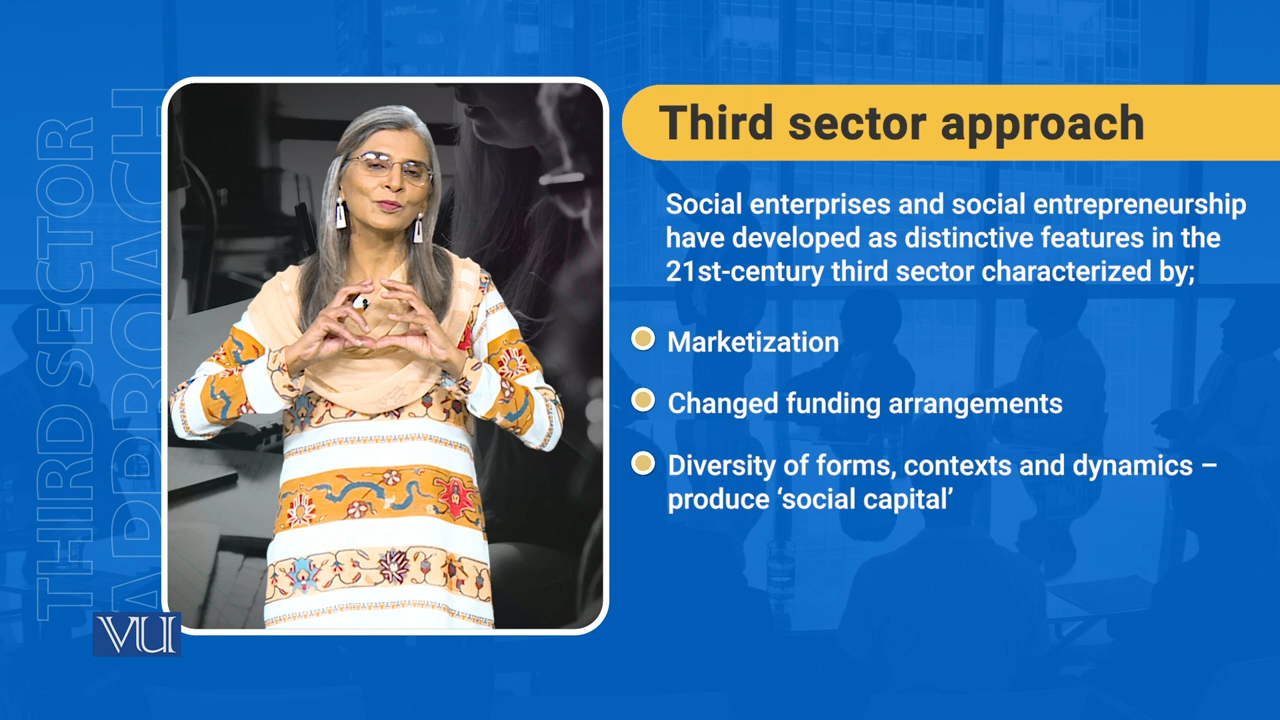 THIRD SECTOR
APPROACH
Third sector approach
Social enterprises and social entrepreneurship
have developed as distinctive features in the
21st-century third sector characterized by;
Marketization
Changed funding arrangements
Diversity of forms, contexts and dynamics –
produce ‘social capital’
VU